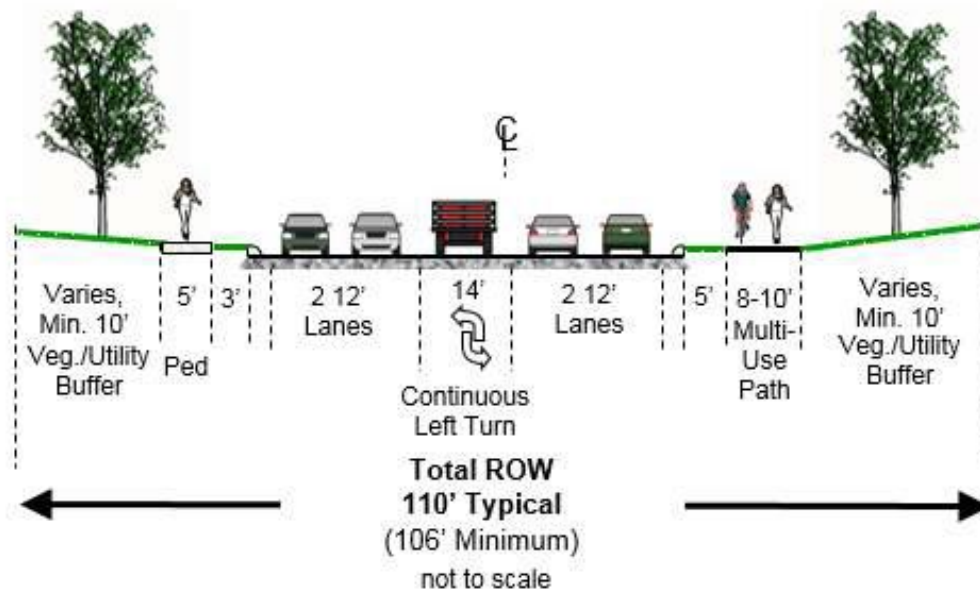 ℄
Varies,
Min. 10’
Veg./Utility
Buffer
5’
Ped
3’
2 12’
Lanes
14’
Continuous
Left Turn
2 12’
Lanes
5’
8-10’
Multi-
Use
Path
Varies,
Min. 10’
Veg./Utility
Buffer
Total ROW
110’ Typical
(106’ Minimum)
not to scale